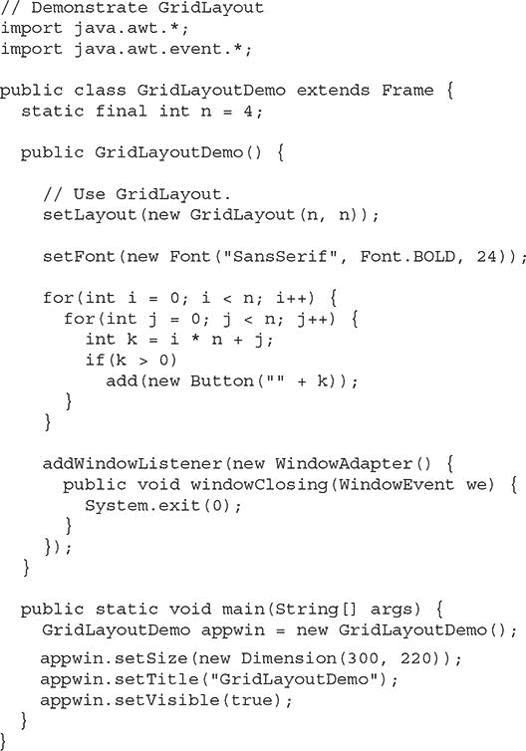 // Demonstrate GridLayout
import java.awt.*;
import java.awt.event.*;

public class GridLayoutDemo extends Frame {
  static final int n = 4;

  public GridLayoutDemo() {

    // Use GridLayout.
    setLayout(new GridLayout(n, n));

    setFont(new Font("SansSerif", Font.BOLD, 24));

    for(int i = 0; i < n; i++) {
      for(int j = 0; j < n; j++) {
        int k = i * n + j;
        if(k > 0)
          add(new Button("" + k));
      }
    }

    addWindowListener(new WindowAdapter() {
      public void windowClosing(WindowEvent we) {
        System.exit(0);
      }
    });
  }

  public static void main(String[] args) {
    GridLayoutDemo appwin = new GridLayoutDemo();
    appwin.setSize(new Dimension(300, 220));
    appwin.setTitle("GridLayoutDemo");
    appwin.setVisible(true);
  }
}